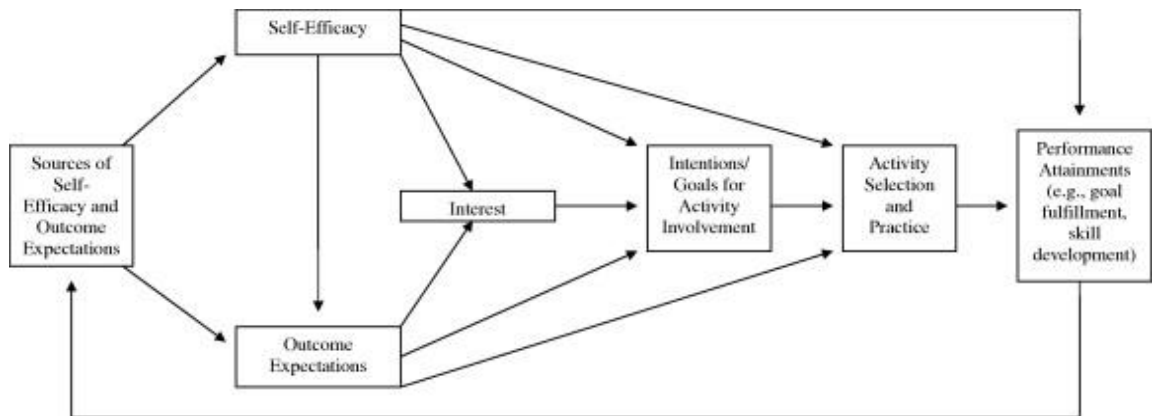 Self-Efficacy
Sources of
Self-
Efficacy and
Outcome
Expectations
Interest
Intentions/
Goals for
Activity
Involvement
Activity
Selection
and
Practice
Performance
Attainments
(e.g., goal
fulfillment,
skill
development)
Outcome
Expectations